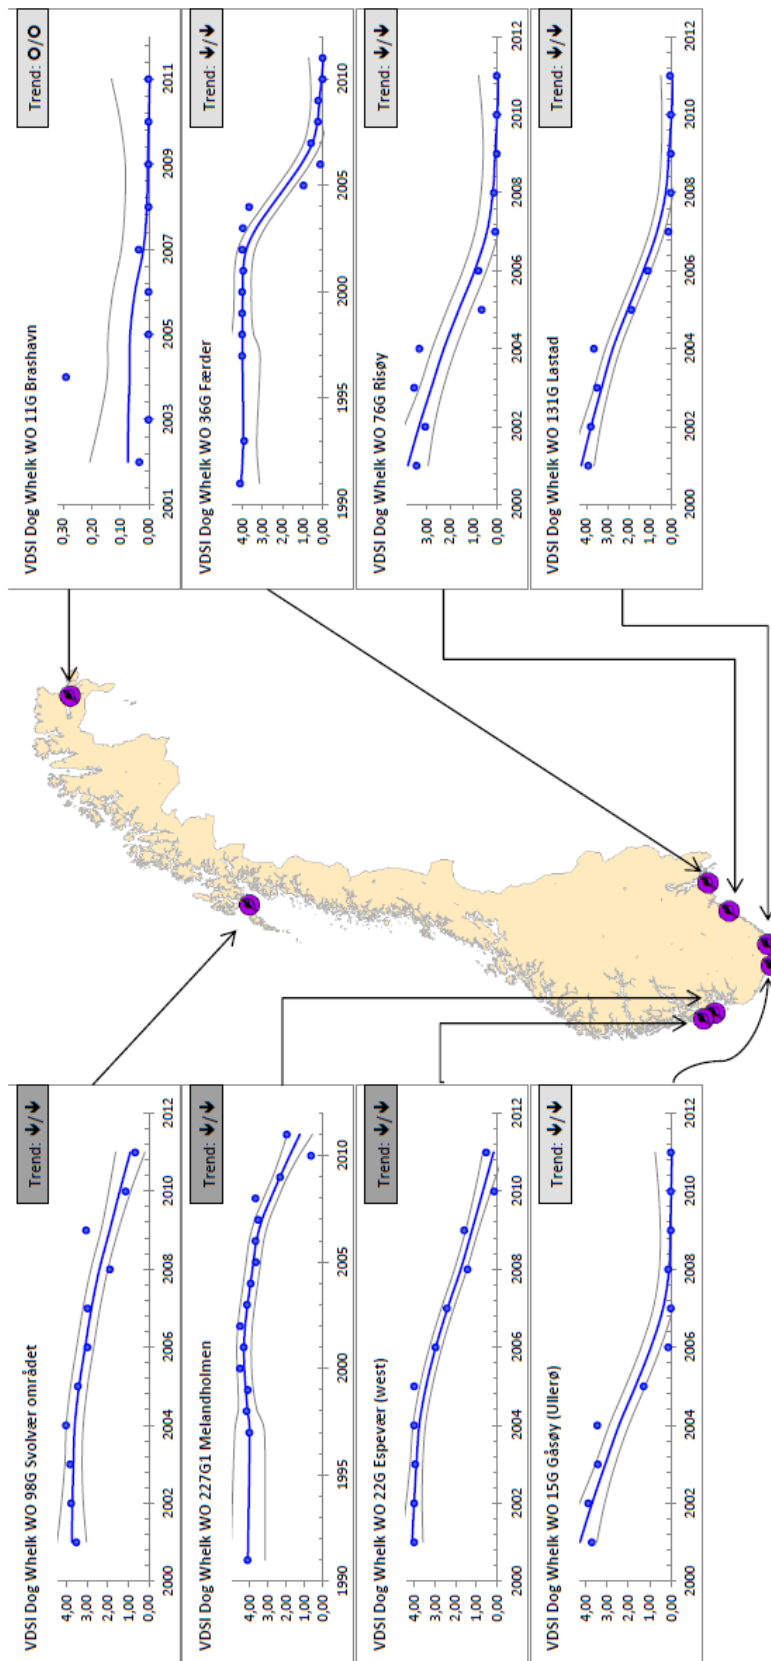 VDSI Dog Whelk WO 98G Svolvær området
Trend: ↓/↓
4,00
3,00
2,00
1,00
0,00
2000 2002 2004 2006 2008 2010 2012
VDSI Dog Whelk WO 227G1 Melandholmen
Trend: ↓/↓
4,00
3,00
2,00
1,00
0,00
1990 1995 2000 2005 2010
VDSI Dog Whelk WO 22G Espevær (west)
Trend: ↓/↓
4,00
3,00
2,00
1,00
0,00
2000 2002 2004 2006 2008 2010 2012
VDSI Dog Whelk WO 15G Gåsøy (Ullerø)
Trend: ↓/↓
4,00
3,00
2,00
1,00
0,00
2000 2002 2004 2006 2008 2010 2012
VDSI Dog Whelk WO 11G Brashavn
Trend: O/O
0,30
0,20
0,10
0,00
2001 2003 2005 2007 2009 2011
VDSI Dog Whelk WO 36G Færder
Trend: ↓/↓
4,00
3,00
2,00
1,00
0,00
1990 1995 2000 2005 2010
VDSI Dog Whelk WO 76G Risøy
Trend: ↓/↓
3,00
2,00
1,00
0,00
2000 2002 2004 2006 2008 2010 2012
VDSI Dog Whelk WO 131G Lastad
Trend: ↓/↓
4,00
3,00
2,00
1,00
0,00
2000 2002 2004 2006 2008 2010 2012